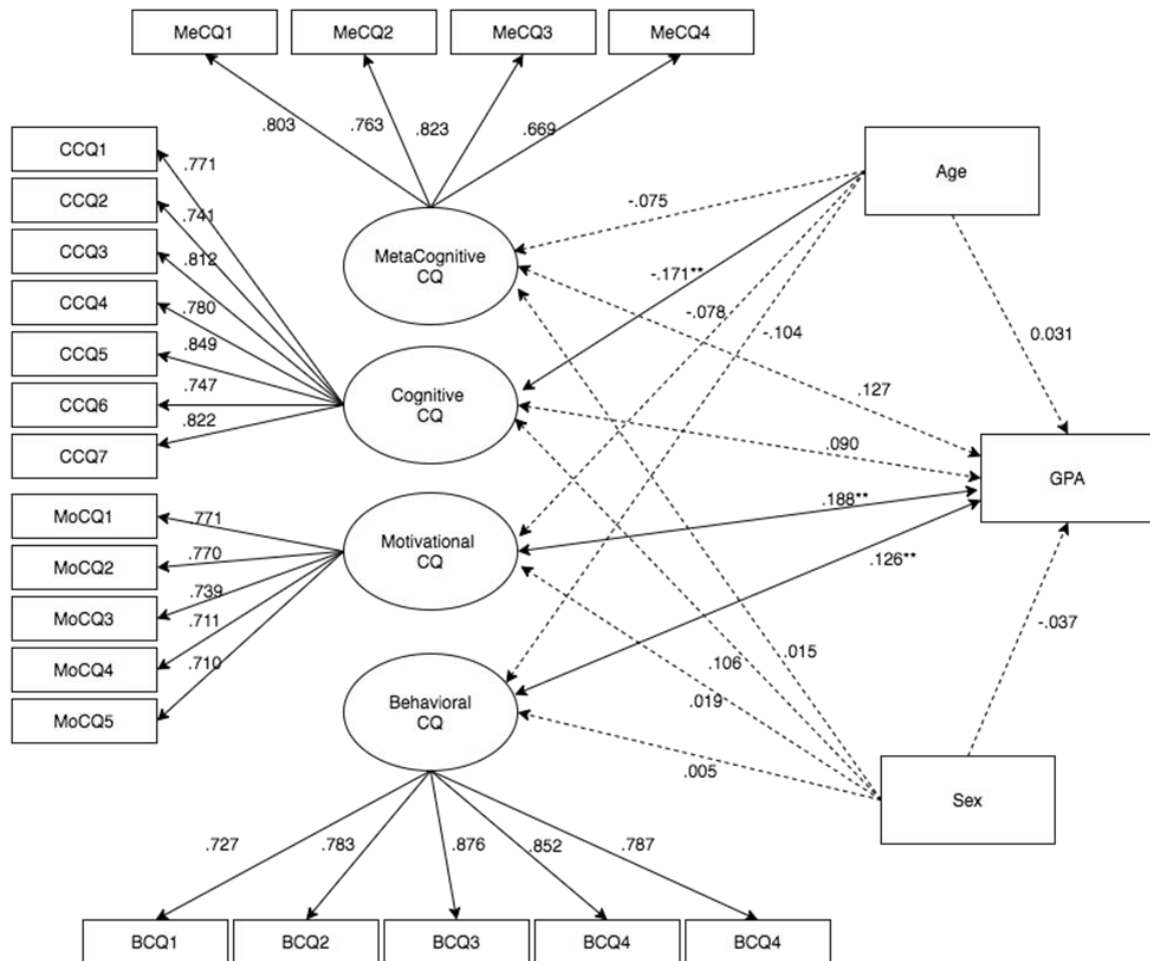 MeCQ1
MeCQ2
MeCQ3
MeCQ4
.803
.763
.823
.669
CCQ1
CCQ2
CCQ3
CCQ4
CCQ5
CCQ6
CCQ7
.771
.741
.812
.780
.849
.747
.822
MetaCognitive
CQ
Cognitive
CQ
Motivational
CQ
Behavioral
CQ
MoCQ1
MoCQ2
MoCQ3
MoCQ4
MoCQ5
.771
.770
.739
.711
.710
Age
-.075
-.171**
-.078
-.104
0.031
.127
.090
.188**
.126**
GPA
-.037
.015
.106
.019
.005
Sex
.727
.783
.876
.852
.787
BCQ1
BCQ2
BCQ3
BCQ4
BCQ4